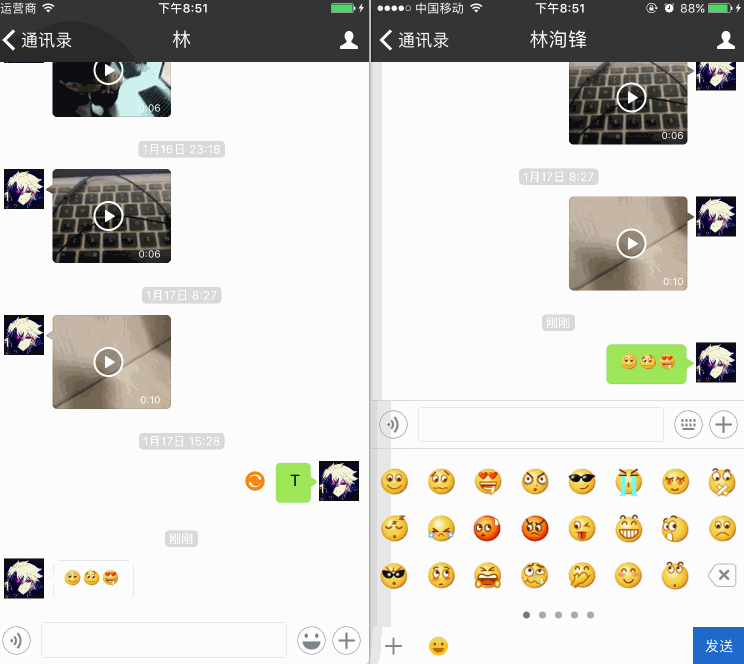 运营商 下午8:51
通讯录 林
0:06
1月16日 23:18
0:06
1月17日 8:27
0:10
1月17日 15:28
T
刚刚
中国移动 下午8:51 88%
通讯录 林洵锋
0:06
1月17日 8:27
0:10
刚刚
发送